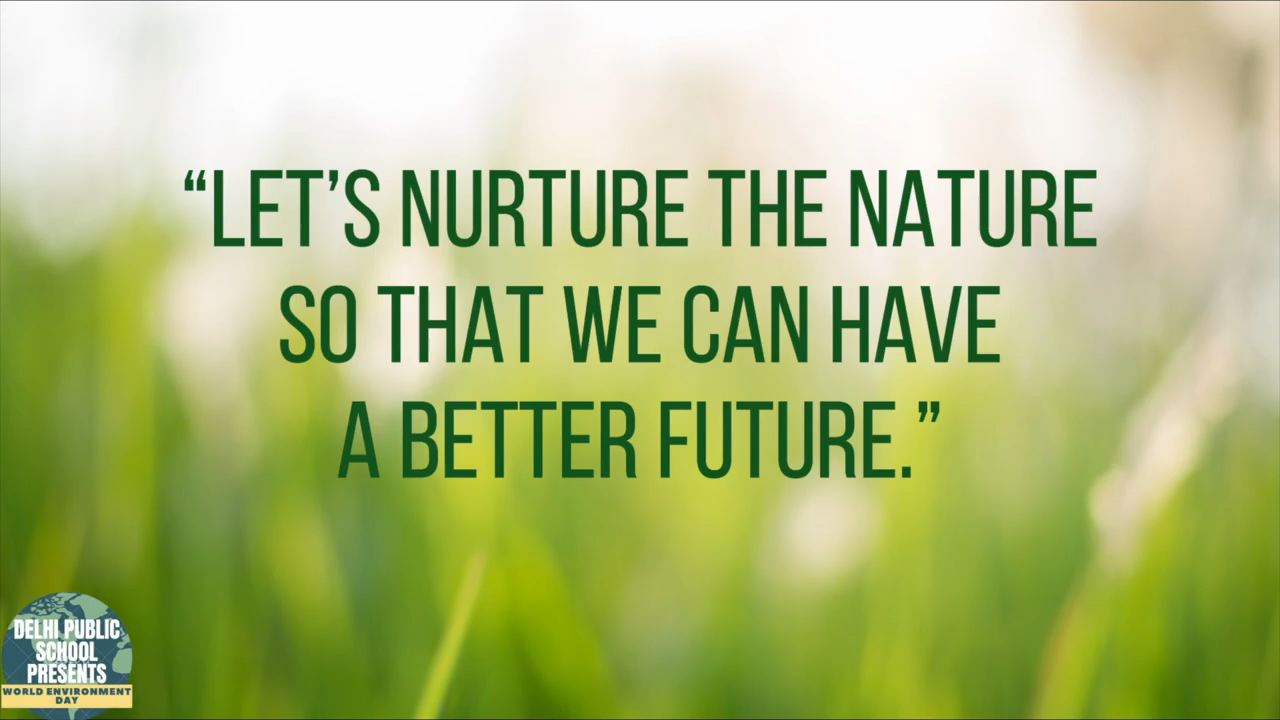 “LET’S NURTURE THE NATURE
SO THAT WE CAN HAVE
A BETTER FUTURE.”
DELHI PUBLIC
SCHOOL
PRESENTS
WORLD ENVIRONMENT
DAY